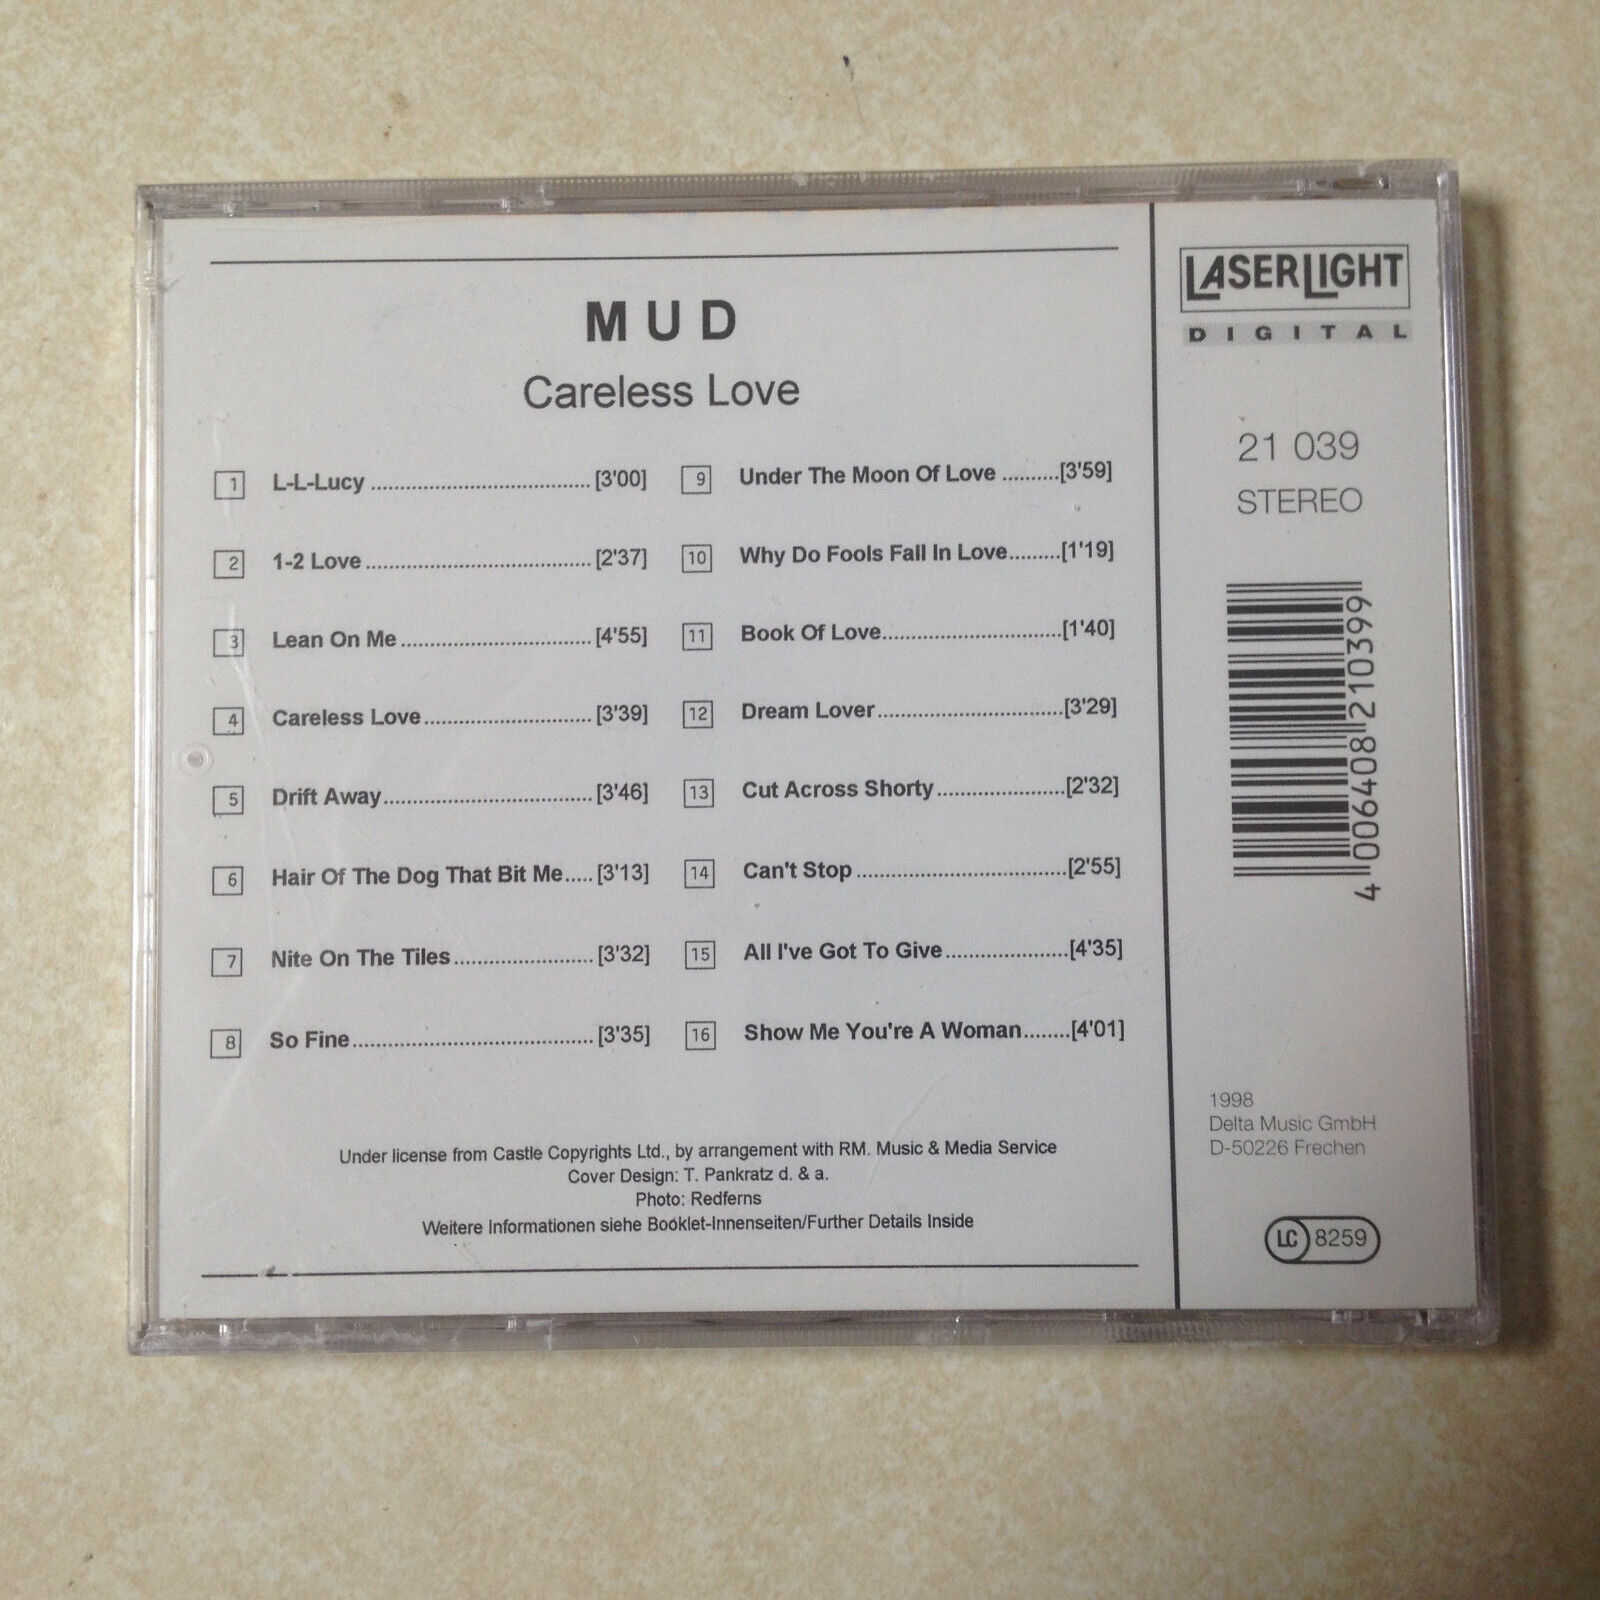 MUD
Careless Love
1 L-L-Lucy ................................... [3'00]
2 1-2 Love .................................... [2'37]
3 Lean On Me .............................. [4'55]
4 Careless Love .......................... [3'39]
5 Drift Away ................................. [3'46]
6 Hair Of The Dog That Bit Me ..... [3'13]
7 Nite On The Tiles ...................... [3'32]
8 So Fine ...................................... [3'35]
9 Under The Moon Of Love .......... [3'59]
10 Why Do Fools Fall In Love ......... [1'19]
11 Book Of Love ............................. [1'40]
12 Dream Lover .............................. [3'29]
13 Cut Across Shorty ..................... [2'32]
14 Can't Stop .................................. [2'55]
15 All I've Got To Give .................... [4'35]
16 Show Me You're A Woman ........ [4'01]
Under license from Castle Copyrights Ltd., by arrangement with RM. Music & Media Service
Cover Design: T. Pankratz d. & a.
Photo: Redferns
Weitere Informationen siehe Booklet-Innenseiten/Further Details Inside
LASERLIGHT
DIGITAL
21 039
STEREO
4 006408 210399
1998
Delta Music GmbH
D-50226 Frechen
LC 8259